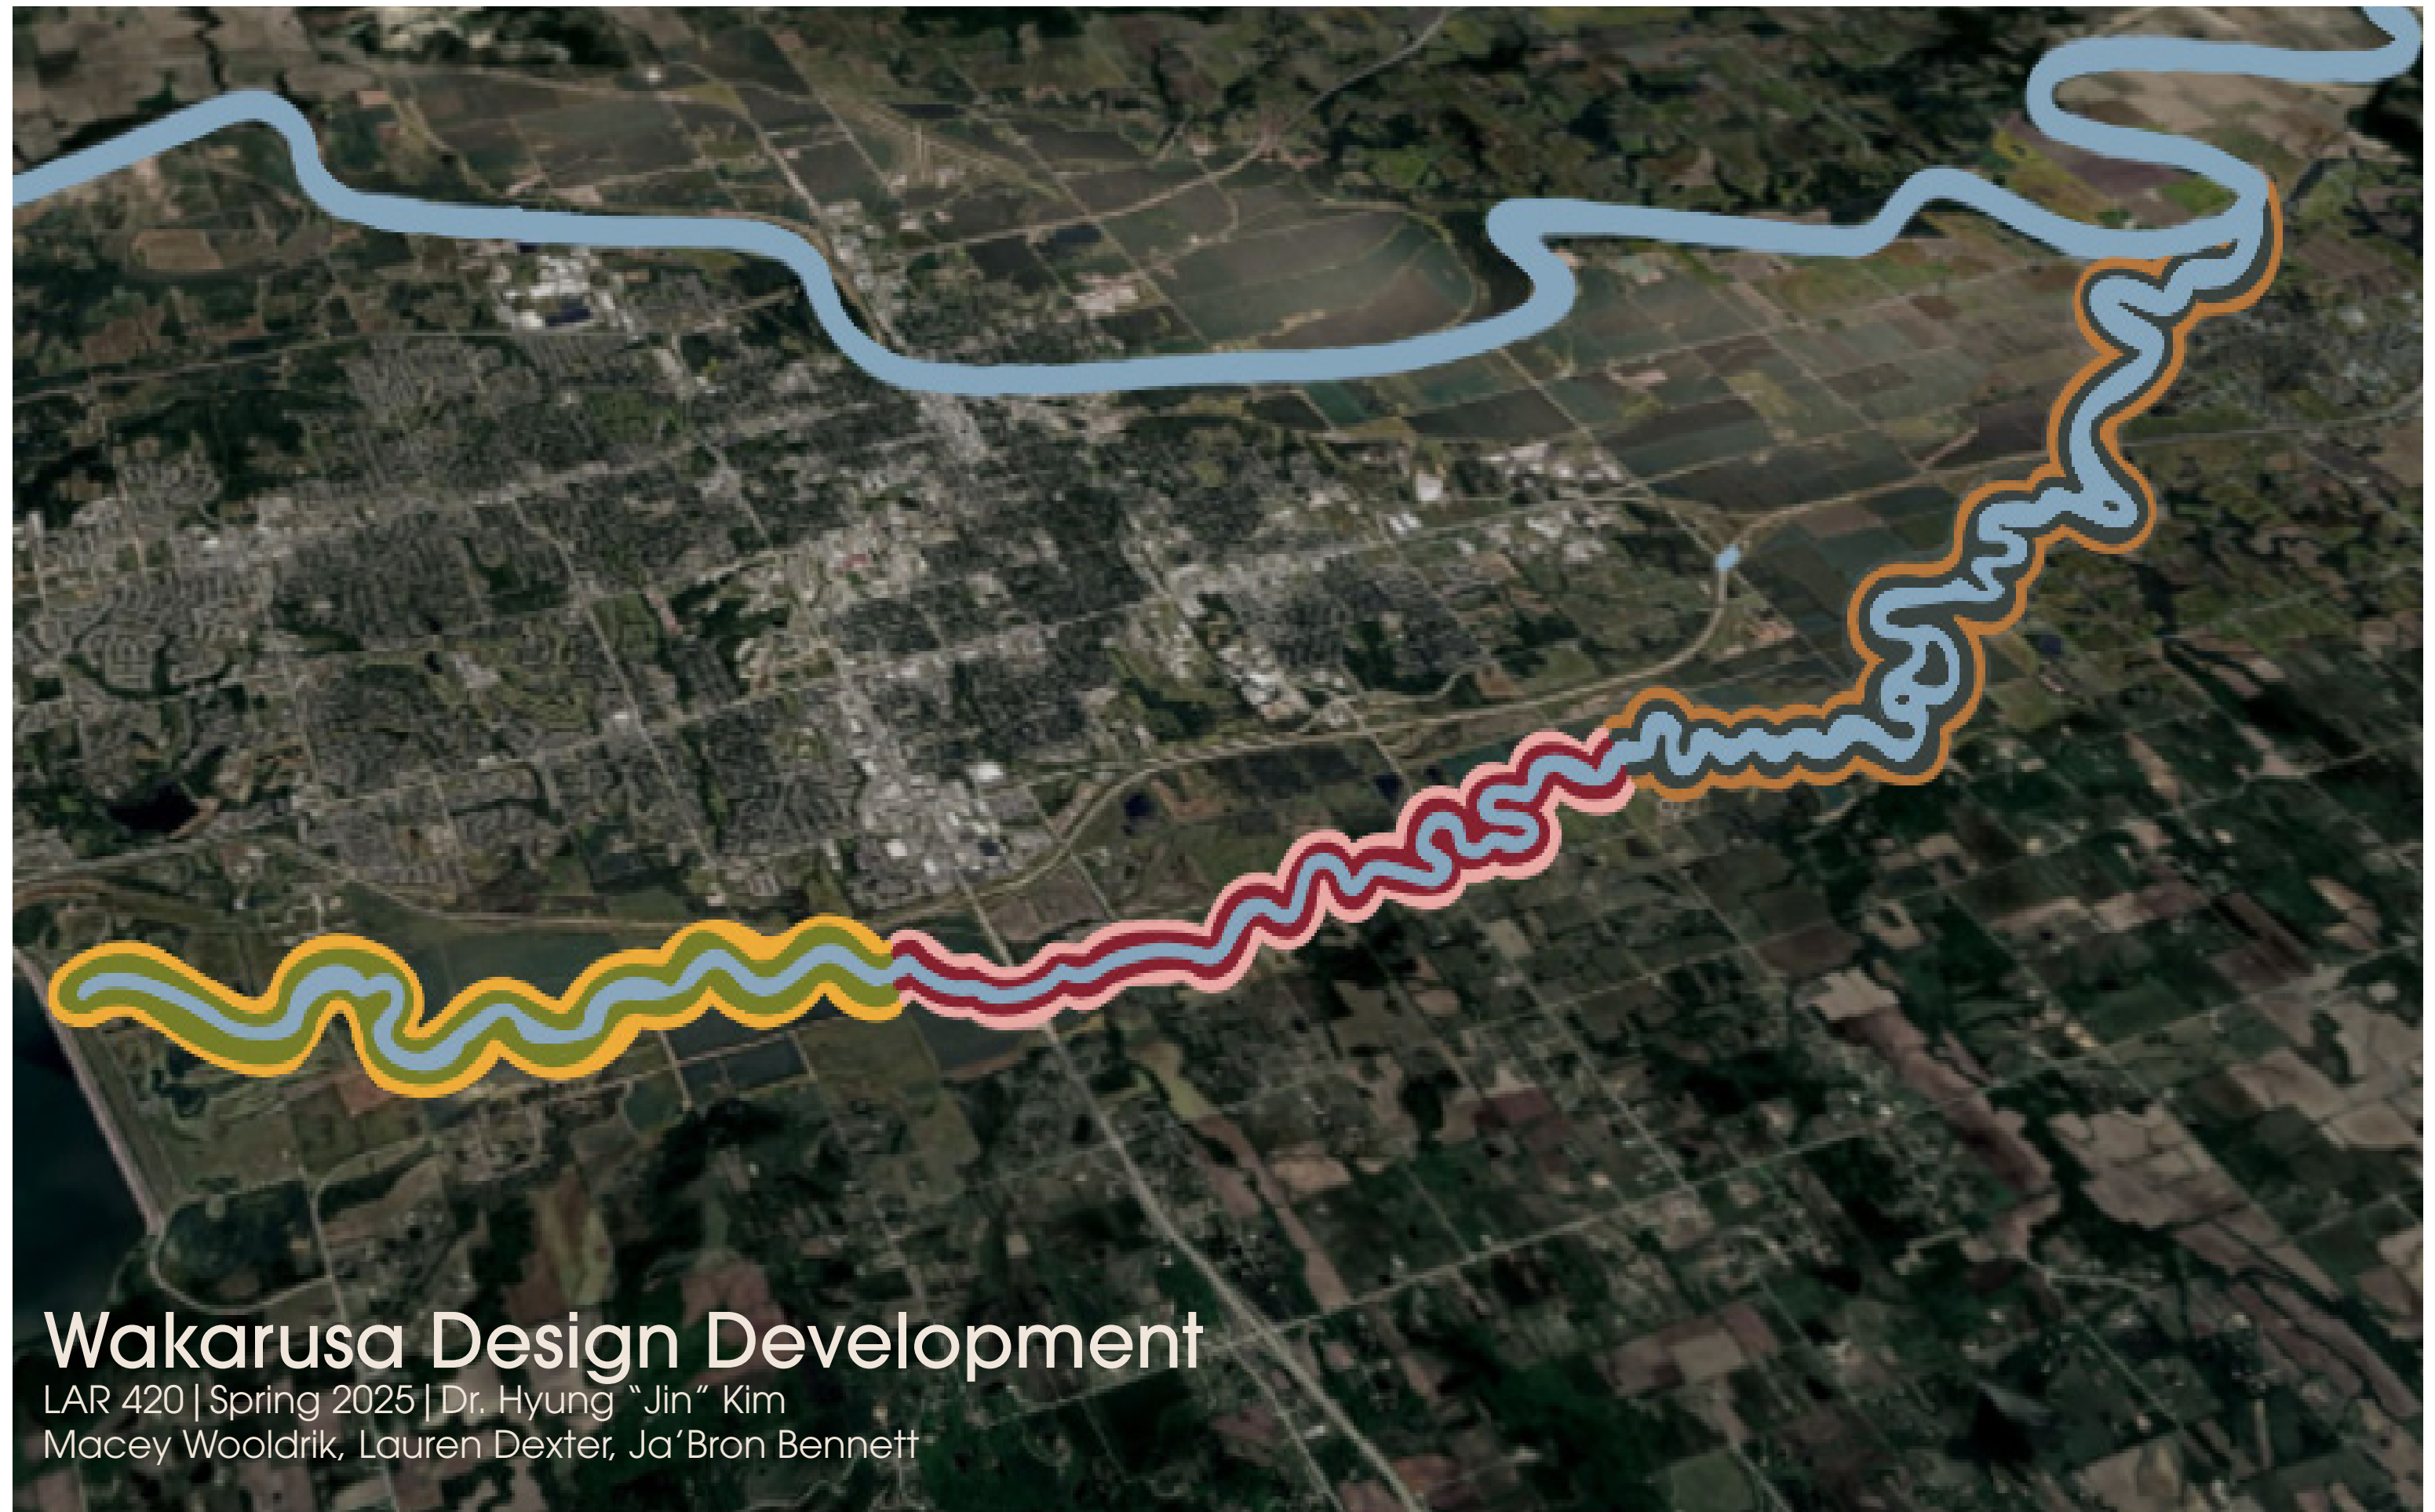 Wakarusa Design Development
LAR 420 | Spring 2025 | Dr. Hyung “Jin” Kim
Macey Wooldrik, Lauren Dexter, Ja’Bron Bennett